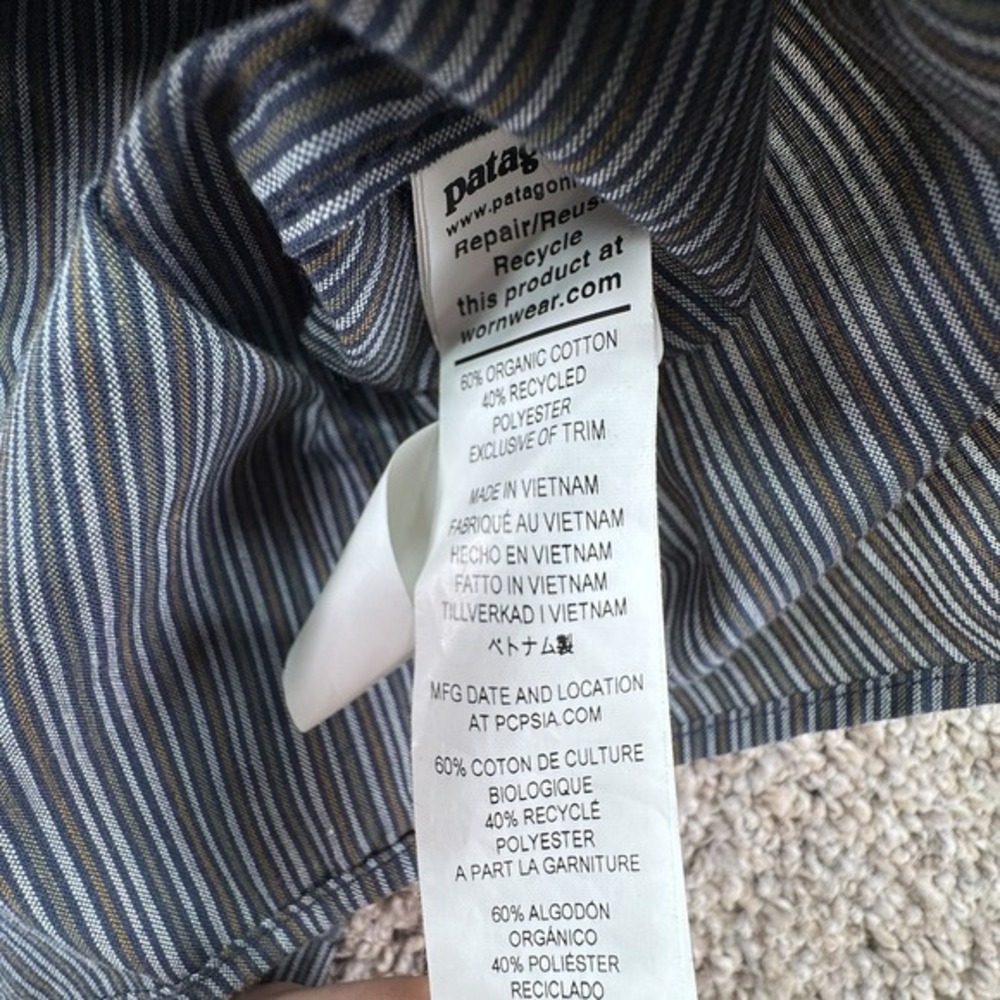 patag
www.patagoni
Repair/Reus
Recycle
this product at
wornwear.com
60% ORGANIC COTTON
40% RECYCLED
POLYESTER
EXCLUSIVE OF TRIM
MADE IN VIETNAM
FABRIQUÉ AU VIETNAM
HECHO EN VIETNAM
FATTO IN VIETNAM
TILLVERKAD I VIETNAM
ベトナム製
MFG DATE AND LOCATION
AT PCPSIA.COM
60% COTON DE CULTURE
BIOLOGIQUE
40% RECYCLÉ
POLYESTER
A PART LA GARNITURE
60% ALGODÓN
ORGÁNICO
40% POLIÉSTER
RECICLADO